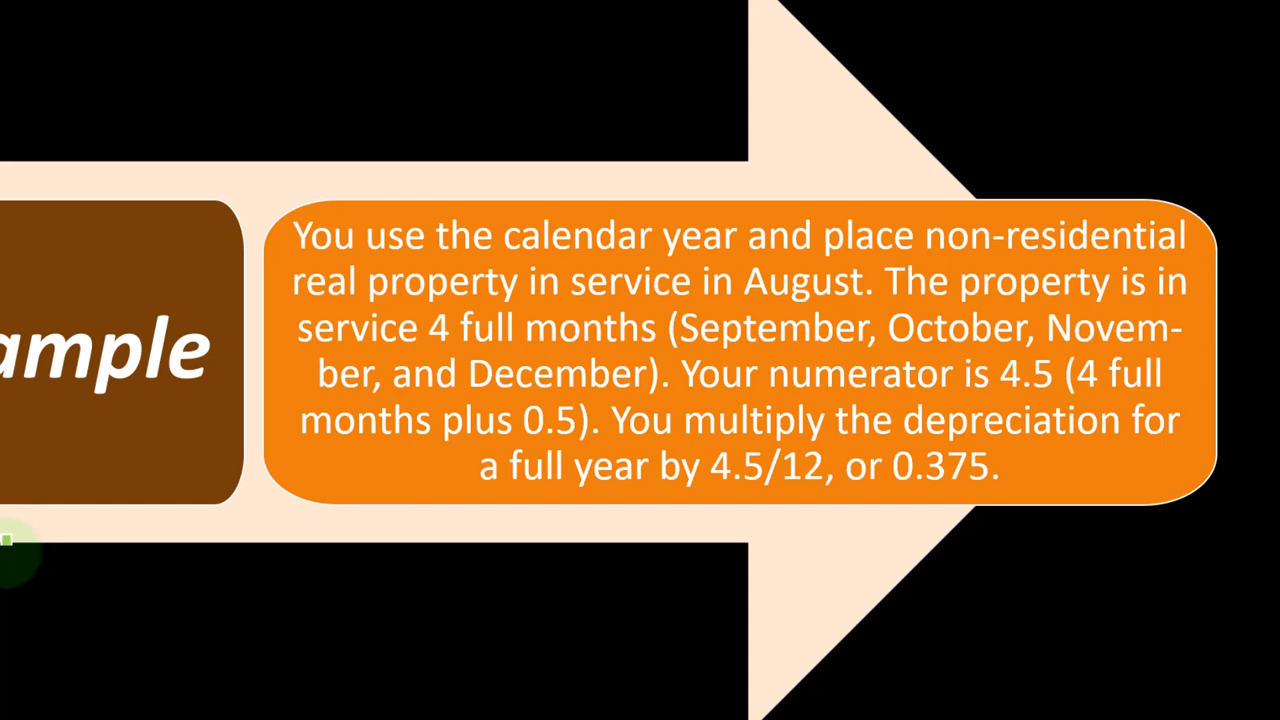 ample
You use the calendar year and place non-residential
real property in service in August. The property is in
service 4 full months (September, October, Novem-
ber, and December). Your numerator is 4.5 (4 full
months plus 0.5). You multiply the depreciation for
a full year by 4.5/12, or 0.375.